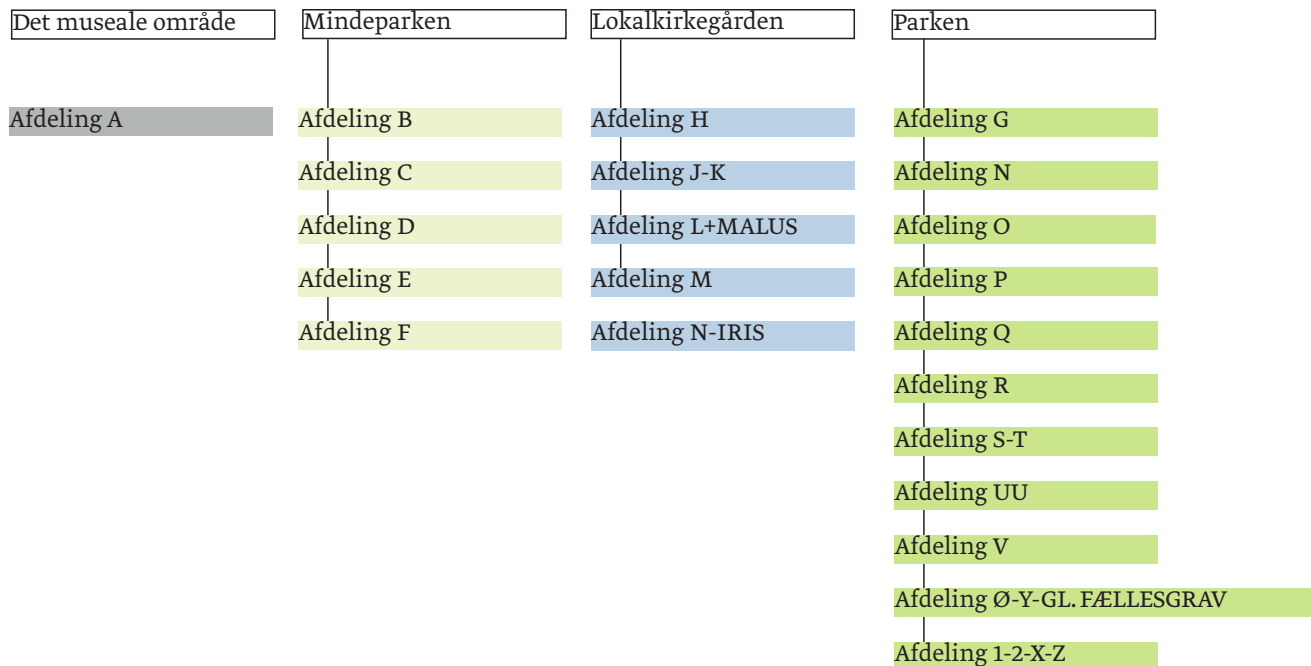 Det museale område
Afdeling A
Mindeparken
Afdeling B
Afdeling C
Afdeling D
Afdeling E
Afdeling F
Lokalkirkegården
Afdeling H
Afdeling J-K
Afdeling L+MALUS
Afdeling M
Afdeling N-IRIS
Parken
Afdeling G
Afdeling N
Afdeling O
Afdeling P
Afdeling Q
Afdeling R
Afdeling S-T
Afdeling UU
Afdeling V
Afdeling Ø-Y-GL. FÆLLESGRAV
Afdeling 1-2-X-Z